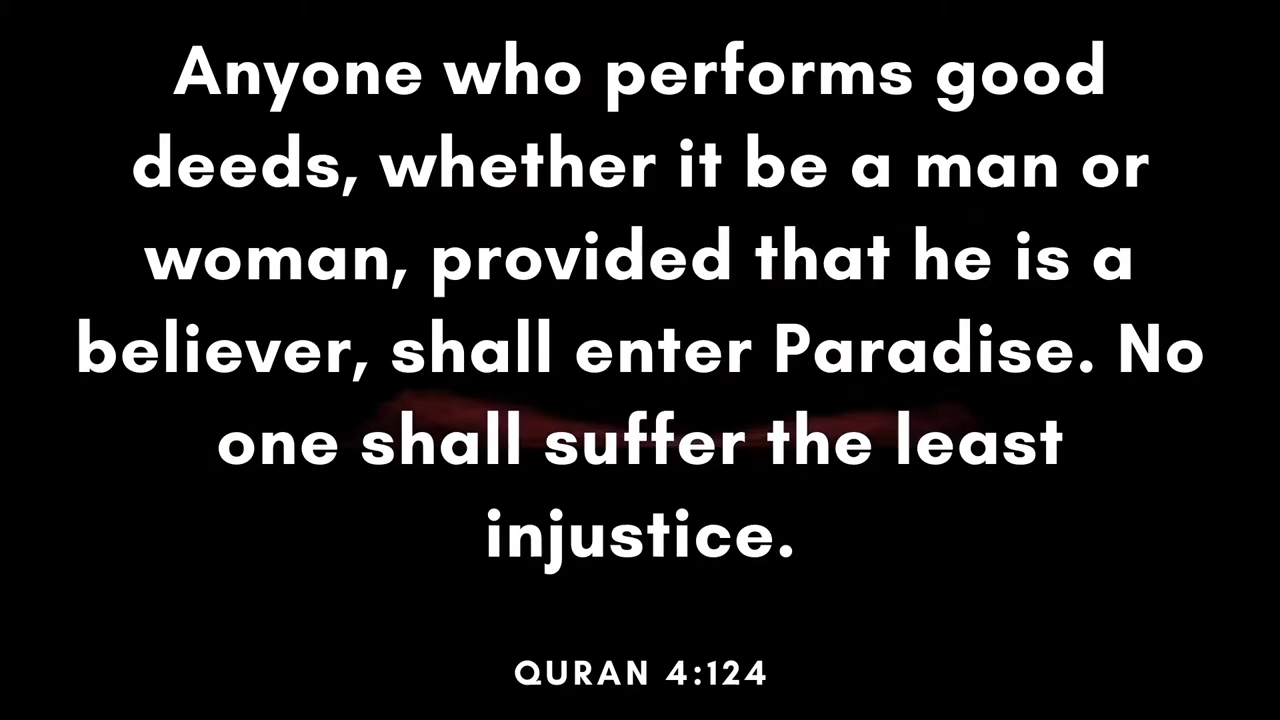 Anyone who performs good
deeds, whether it be a man or
woman, provided that he is a
believer, shall enter Paradise. No
one shall suffer the least
injustice.
QURAN 4:124